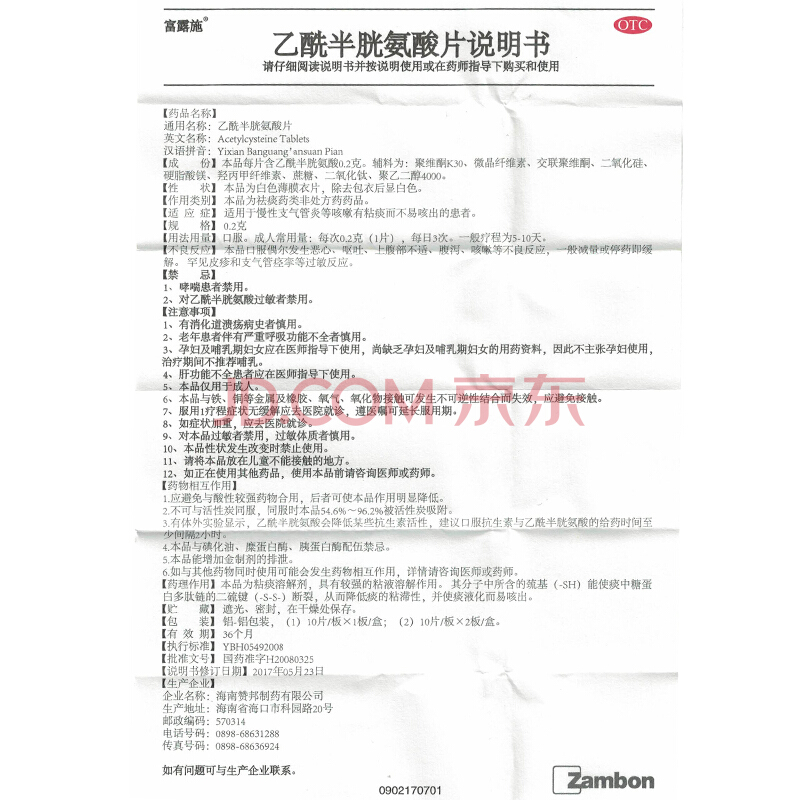 富露施®
OTC
乙酰半胱氨酸片说明书
请仔细阅读说明书并按说明使用或在药师指导下购买和使用
【药品名称】
通用名称：乙酰半胱氨酸片
英文名称：Acetylcysteine Tablets
汉语拼音：Yixian Banguang'ansuan Pian
【成 份】本品每片含乙酰半胱氨酸0.2克。辅料为：聚维酮K30、微晶纤维素、交联聚维酮、二氧化硅、
硬脂酸镁、羟丙甲纤维素、蔗糖、二氧化钛、聚乙二醇4000。
【性 状】本品为白色薄膜衣片，除去包衣后显白色。
【作用类别】本品为祛痰药类非处方药药品。
【适 应 症】适用于慢性支气管炎等咳嗽有粘痰而不易咳出的患者。
【规 格】0.2克
【用法用量】口服。成人常用量：每次0.2克（1片），每日3次。一般疗程为5-10天。
【不良反应】本品口服偶尔发生恶心、呕吐、上腹部不适、腹泻、咳嗽等不良反应，一般减量或停药即缓
解。罕见皮疹和支气管痉挛等过敏反应。
【禁 忌】
1、哮喘患者禁用。
2、对乙酰半胱氨酸过敏者禁用。
【注意事项】
1、有消化道溃疡病史者慎用。
2、老年患者伴有严重呼吸功能不全者慎用。
3、孕妇及哺乳期妇女应在医师指导下使用，尚缺乏孕妇及哺乳期妇女的用药资料，因此不主张孕妇使用，
治疗期间不推荐哺乳。
4、肝功能不全患者应在医师指导下使用。
5、本品仅用于成人。
JD.COM 京东
6、本品与铁、铜等金属及橡胶、氧气、氧化物接触可发生不可逆性结合而失效，应避免接触。
7、服用1疗程症状无缓解应去医院就诊，遵医嘱可延长服用期。
8、如症状加重，应去医院就诊。
9、对本品过敏者禁用，过敏体质者慎用。
10、本品性状发生改变时禁止使用。
11、请将本品放在儿童不能接触的地方。
12、如正在使用其他药品，使用本品前请咨询医师或药师。
【药物相互作用】
1.应避免与酸性较强药物合用，后者可使本品作用明显降低。
2.不可与活性炭同服，同服时本品54.6%～96.2%被活性炭吸附。
3.有体外实验显示，乙酰半胱氨酸会降低某些抗生素活性，建议口服抗生素与乙酰半胱氨酸的给药时间至
少间隔2小时。
4.本品与碘化油、糜蛋白酶、胰蛋白酶配伍禁忌。
5.本品能增加金制剂的排泄。
6.如与其他药物同时使用可能会发生药物相互作用，详情请咨询医师或药师。
【药理作用】本品为粘痰溶解剂，具有较强的粘液溶解作用。其分子中所含的巯基（-SH）能使痰中糖蛋
白多肽链的二硫键（-S-S-）断裂，从而降低痰的粘滞性，并使痰液化而易咳出。
【贮 藏】遮光、密封，在干燥处保存。
【包 装】铝-铝包装，（1）10片/板×1板/盒；（2）10片/板×2板/盒。
【有 效 期】36个月
【执行标准】YBH05492008
【批准文号】国药准字H20080325
【说明书修订日期】2017年05月23日
【生产企业】
企业名称：海南赞邦制药有限公司
生产地址：海南省海口市科园路20号
邮政编码：570314
电话号码：0898-68631288
传真号码：0898-68636924
如有问题可与生产企业联系。
0902170701
Zambon